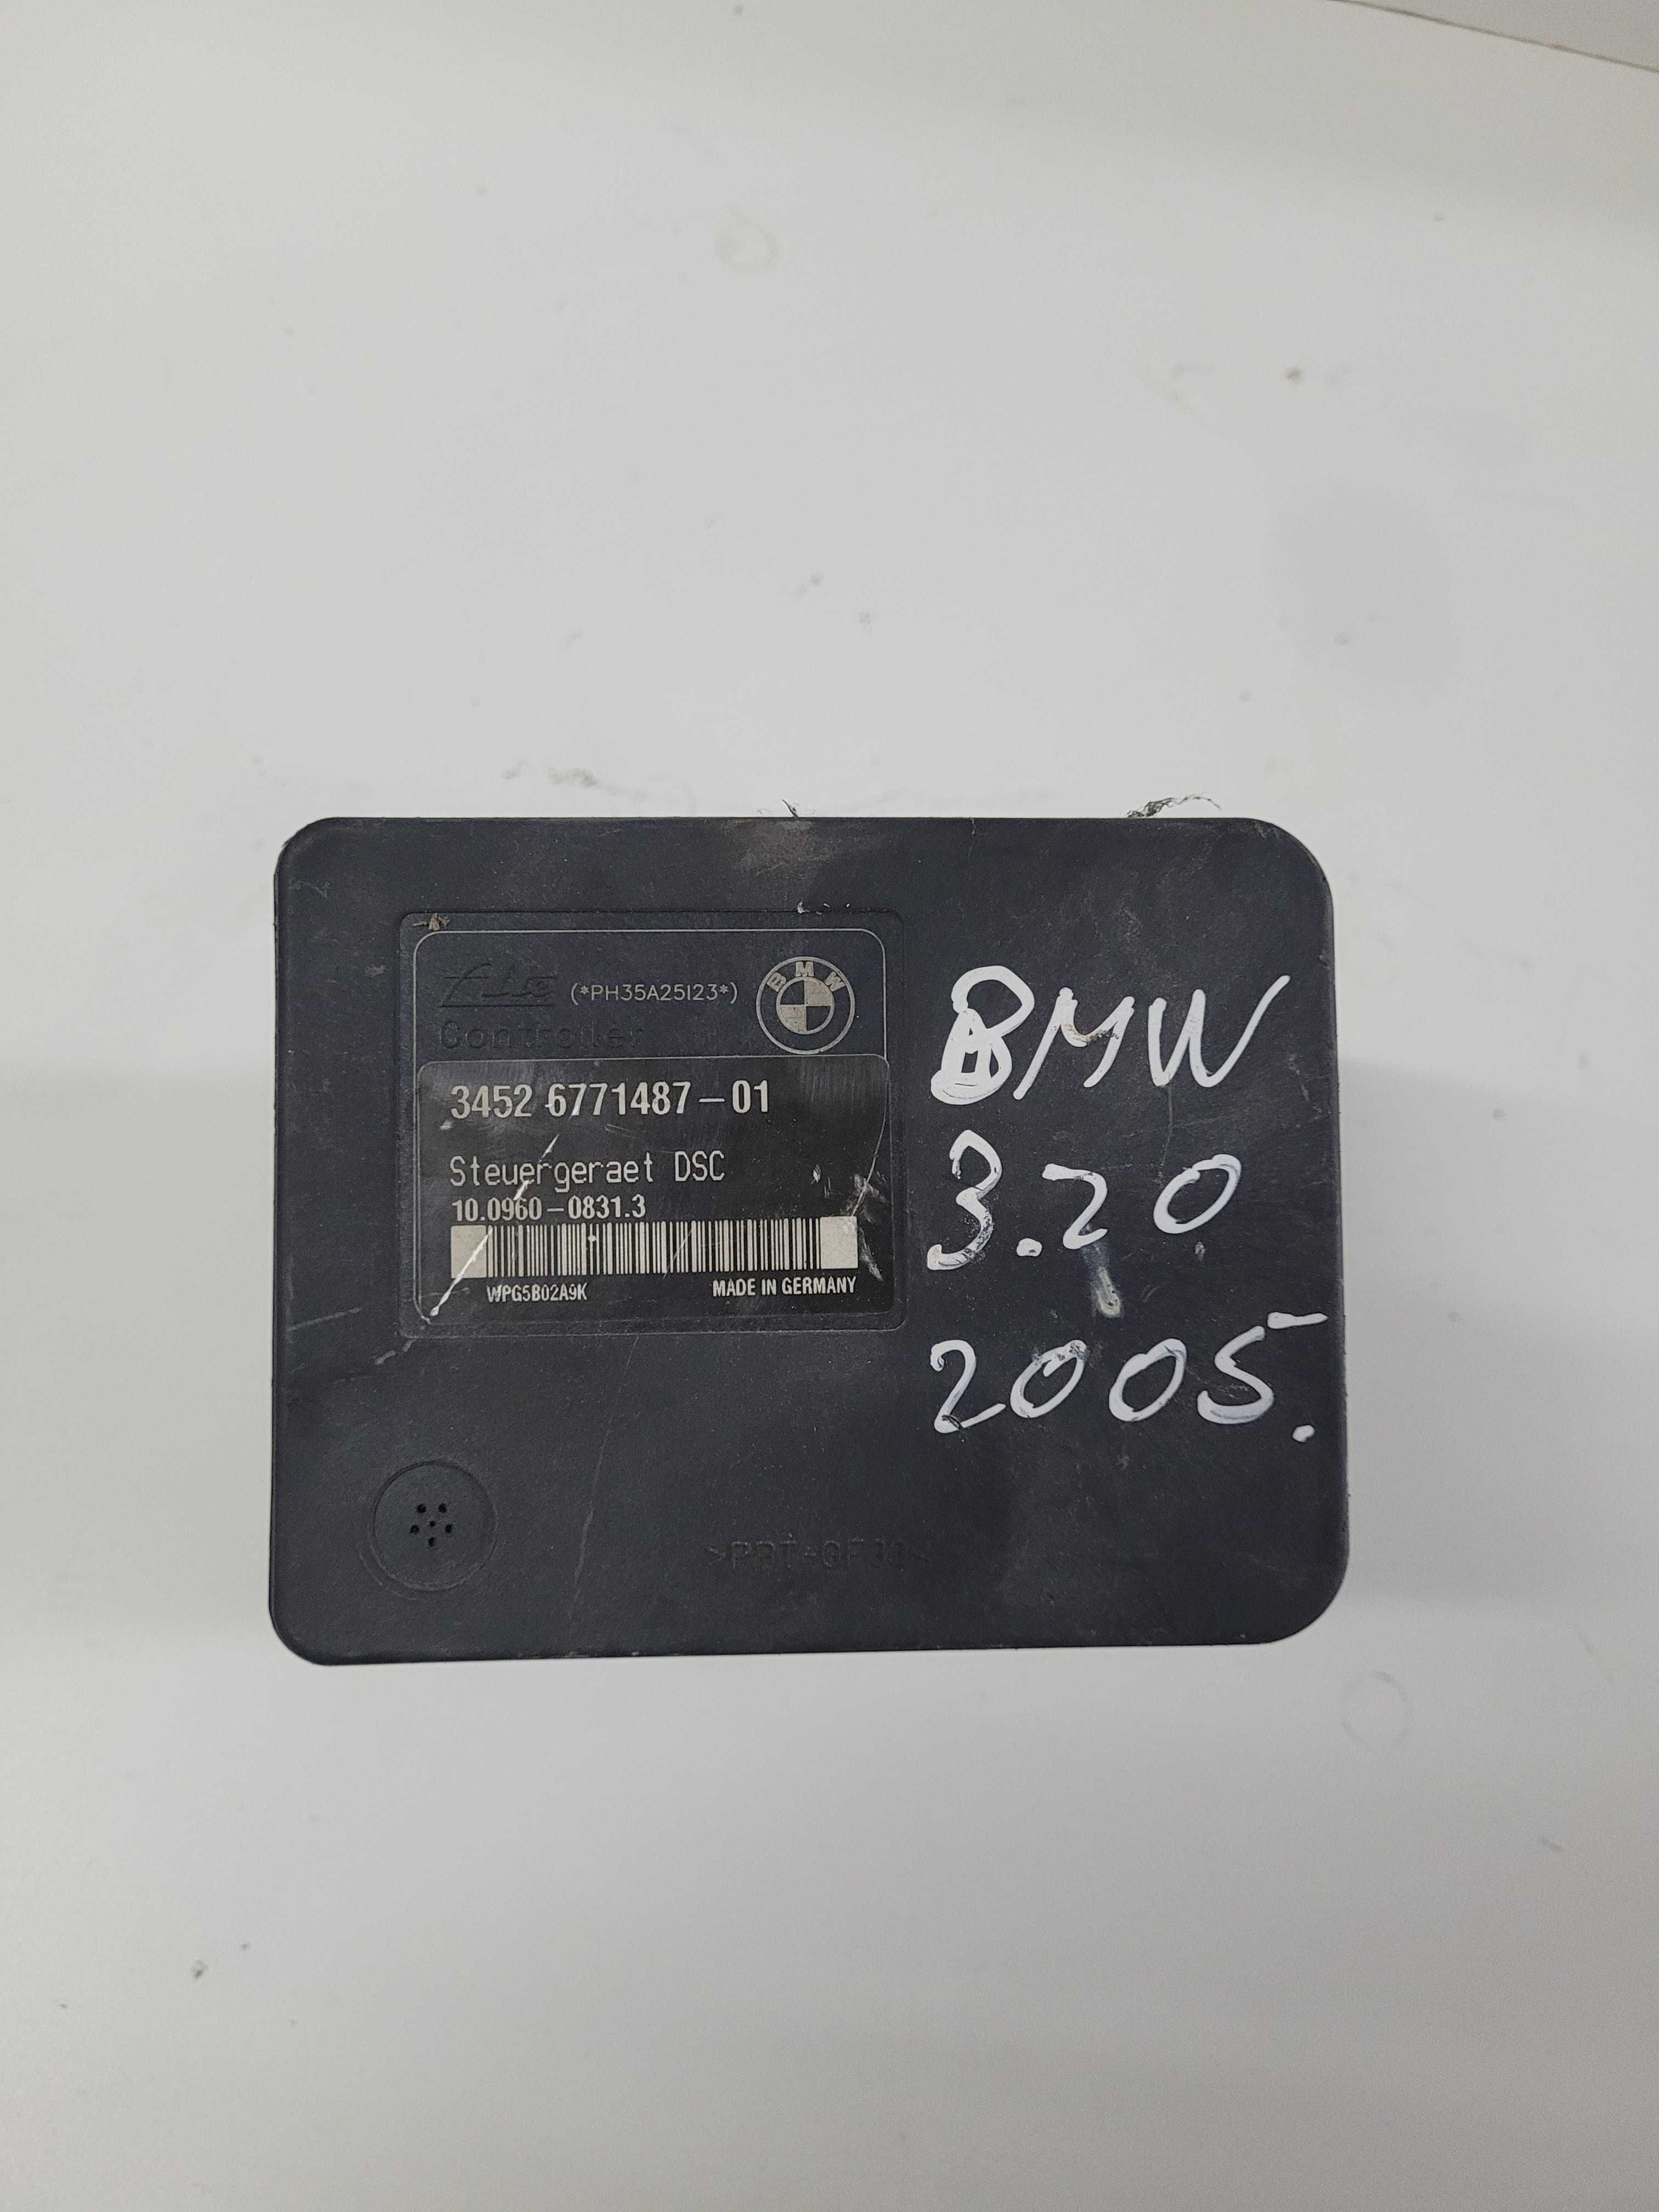 Ate (*PH35A25I23*) BMW
Controller
3452 6771487-01
Steuergeraet DSC
10.0960-0831.3
WPG5B02A9K MADE IN GERMANY
BMW
3.20
2005.